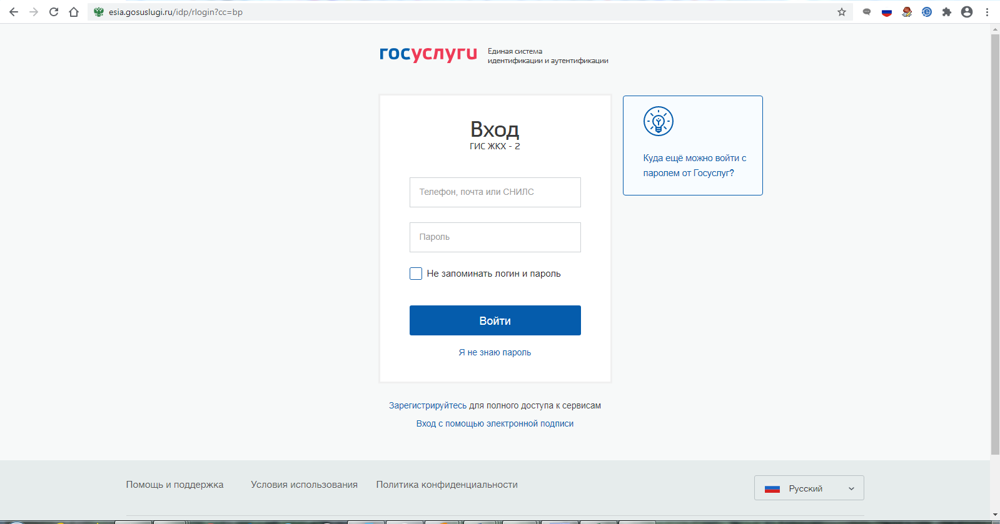 esia.gosuslugi.ru/idp/rlogin?cc=bp
госуслуги
Единая система
идентификации и аутентификации
Вход
ГИС ЖКХ - 2
Телефон, почта или СНИЛС
Пароль
Не запоминать логин и пароль
Войти
Я не знаю пароль
Куда ещё можно войти с
паролем от Госуслуг?
Зарегистрируйтесь для полного доступа к сервисам
Вход с помощью электронной подписи
Помощь и поддержка
Условия использования
Политика конфиденциальности
Русский